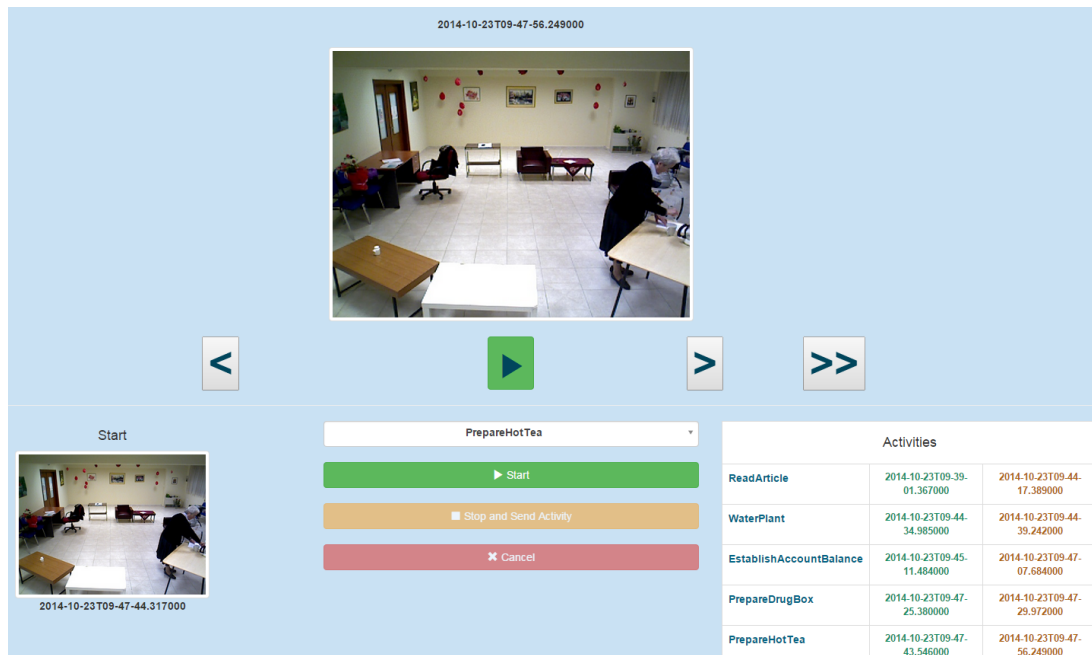 2014-10-23T09-47-56.249000
<
>
>>
Start
2014-10-23T09-47-44.317000
PrepareHotTea
Start
Stop and Send Activity
Cancel
Activities
ReadArticle 2014-10-23T09-39-01.367000 2014-10-23T09-44-17.389000
WaterPlant 2014-10-23T09-44-34.985000 2014-10-23T09-44-39.242000
EstablishAccountBalance 2014-10-23T09-45-11.484000 2014-10-23T09-47-07.684000
PrepareDrugBox 2014-10-23T09-47-25.380000 2014-10-23T09-47-29.972000
PrepareHotTea 2014-10-23T09-47-43.546000 2014-10-23T09-47-56.249000